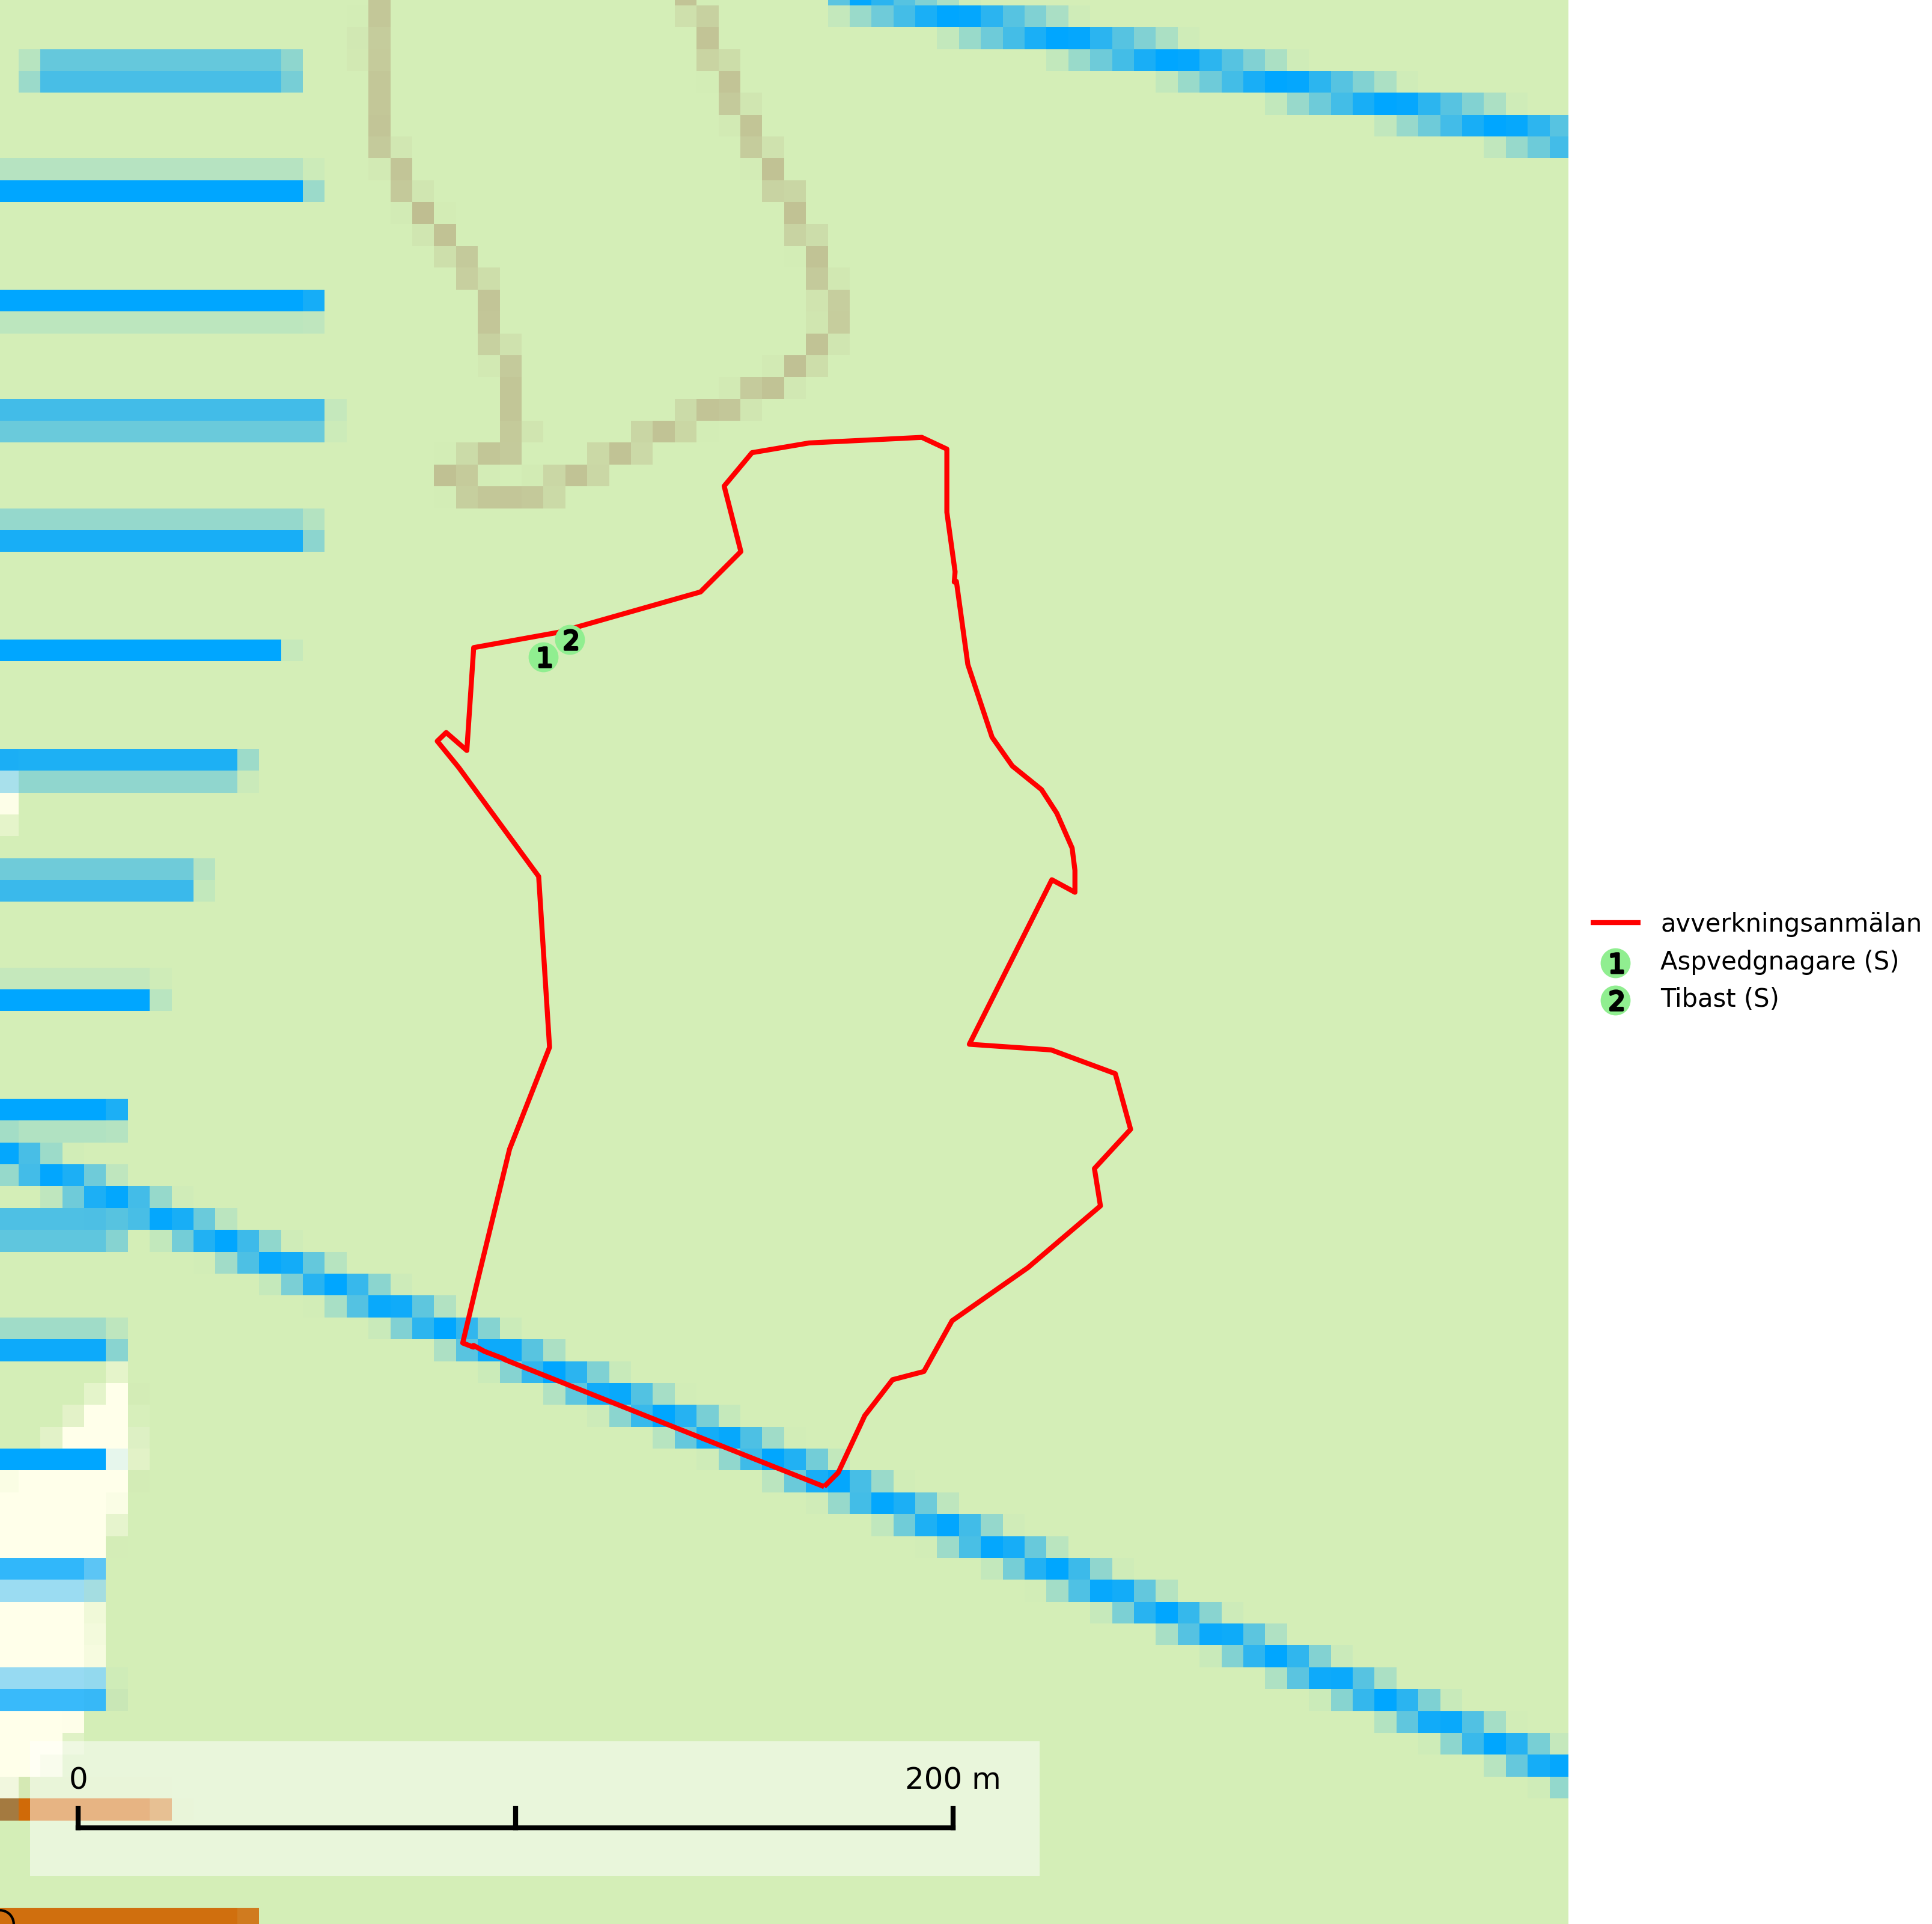 2
1
avverkningsanmälan
1 Aspvedgnagare (S)
2 Tibast (S)
0 200 m